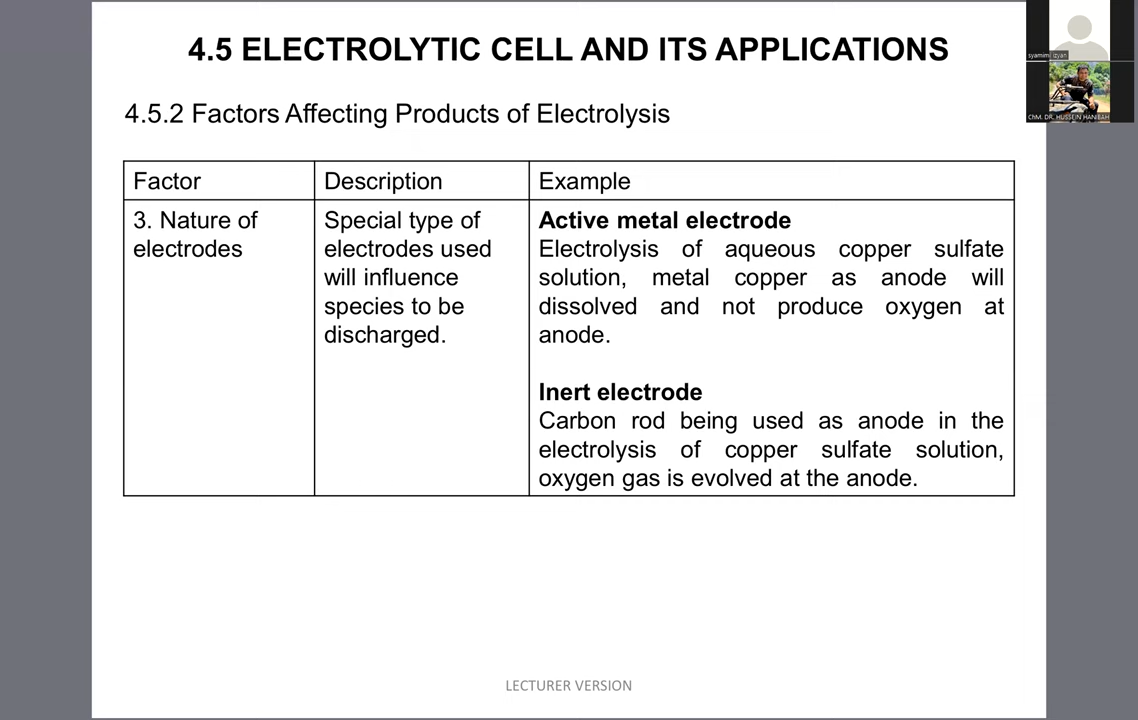 4.5 ELECTROLYTIC CELL AND ITS APPLICATIONS
syamimi izyan
ChM. DR. HUSSEIN HANIBAH
4.5.2 Factors Affecting Products of Electrolysis
Factor
Description
Example
3. Nature of
electrodes
Special type of
electrodes used
will influence
species to be
discharged.
Active metal electrode
Electrolysis of aqueous copper sulfate
solution, metal copper as anode will
dissolved and not produce oxygen at
anode.
Inert electrode
Carbon rod being used as anode in the
electrolysis of copper sulfate solution,
oxygen gas is evolved at the anode.
LECTURER VERSION